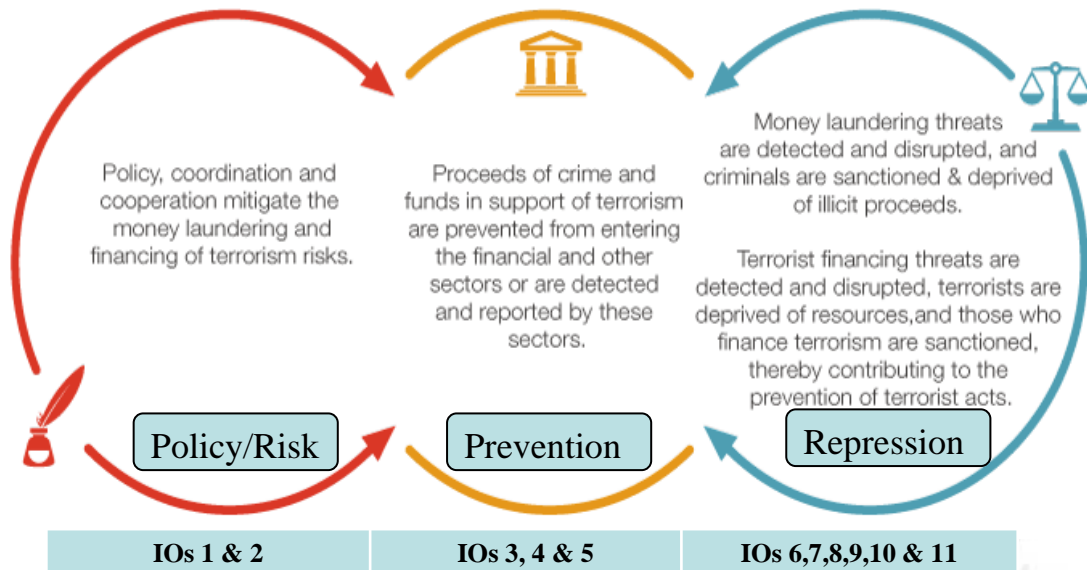 Policy, coordination and
cooperation mitigate the
money laundering and
financing of terrorism risks.
Policy/Risk
IOs 1 & 2
Proceeds of crime and
funds in support of terrorism
are prevented from entering
the financial and other
sectors or are detected
and reported by these
sectors.
Prevention
IOs 3, 4 & 5
Money laundering threats
are detected and disrupted, and
criminals are sanctioned & deprived
of illicit proceeds.
Terrorist financing threats are
detected and disrupted, terrorists are
deprived of resources,and those who
finance terrorism are sanctioned,
thereby contributing to the
prevention of terrorist acts.
Repression
IOs 6,7,8,9,10 & 11